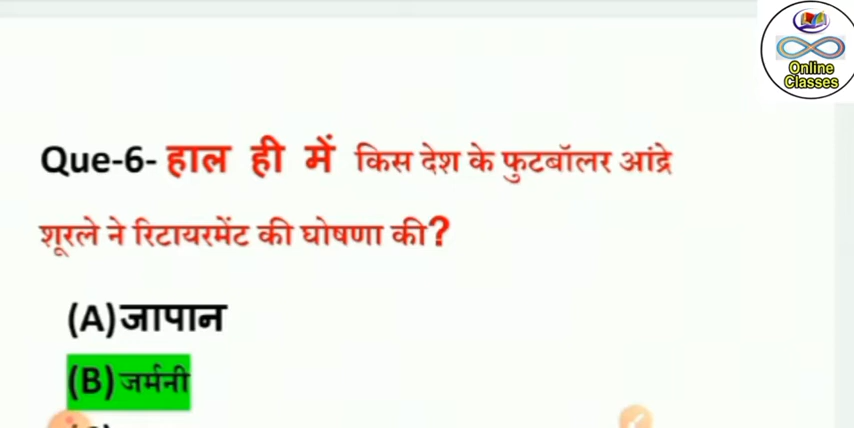 Online
Classes
Que-6- हाल ही में किस देश के फुटबॉलर आंद्रे
शूरले ने रिटायरमेंट की घोषणा की?
(A) जापान
(B) जर्मनी